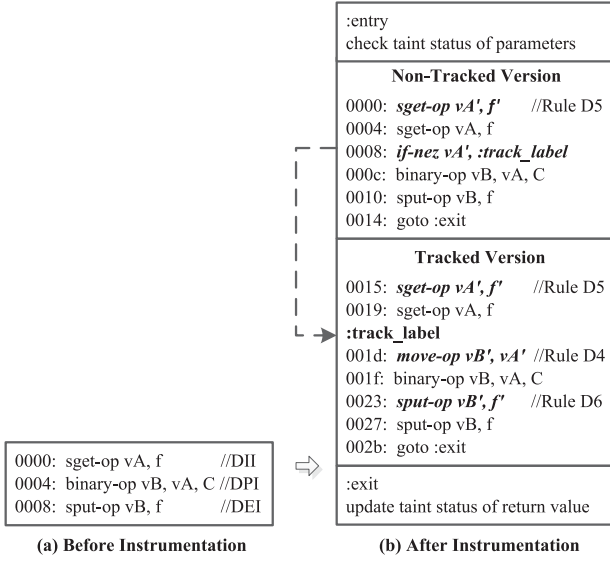 :entry
check taint status of parameters
Non-Tracked Version
0000: sget-op vA', f' //Rule D5
0004: sget-op vA, f
0008: if-nez vA', :track_label
000c: binary-op vB, vA, C
0010: sput-op vB, f
0014: goto :exit
Tracked Version
0015: sget-op vA', f' //Rule D5
0019: sget-op vA, f
:track_label
001d: move-op vB', vA' //Rule D4
001f: binary-op vB, vA, C
0023: sput-op vB', f' //Rule D6
0027: sput-op vB, f
002b: goto :exit
:exit
update taint status of return value
0000: sget-op vA, f //DII
0004: binary-op vB, vA, C //DPI
0008: sput-op vB, f //DEI
(a) Before Instrumentation
(b) After Instrumentation